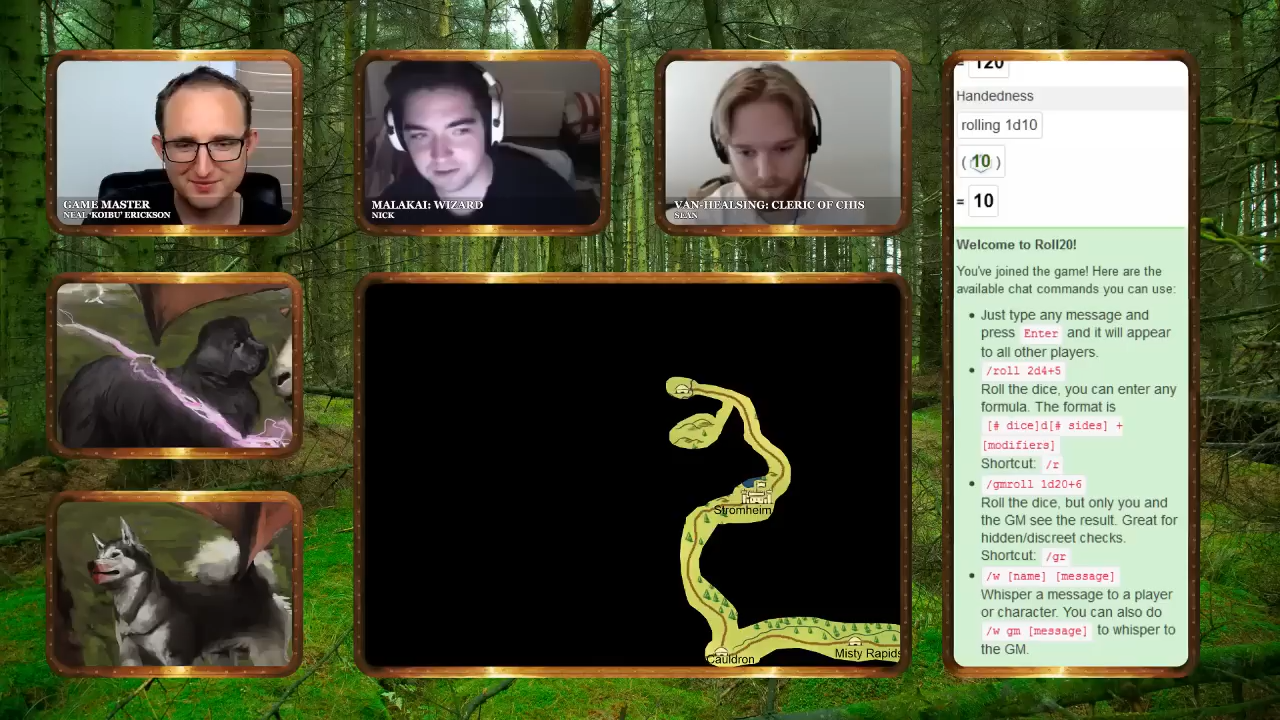 GAME MASTER
NEAL 'KOIBU' ERICKSON
MALAKAI: WIZARD
NICK
VAN-HEALSING: CLERIC OF CHIS
SEAN
Stromheim
Cauldron
Misty Rapids
= 120
Handedness
rolling 1d10
( 10 )
= 10
Welcome to Roll20!
You've joined the game! Here are the
available chat commands you can use:
Just type any message and
press Enter and it will appear
to all other players.
/roll 2d4+5
Roll the dice, you can enter any
formula. The format is
[# dice]d[# sides] +
[modifiers]
Shortcut: /r
/gmroll 1d20+6
Roll the dice, but only you and
the GM see the result. Great for
hidden/discreet checks.
Shortcut: /gr
/w [name] [message]
Whisper a message to a player
or character. You can also do
/w gm [message] to whisper to
the GM.